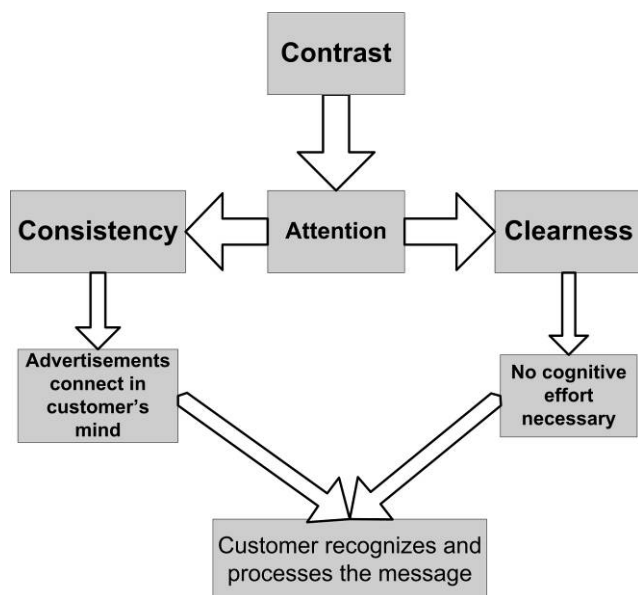 Contrast
Consistency
Attention
Clearness
Advertisements
connect in
customer's
mind
No cognitive
effort
necessary
Customer recognizes and
processes the message